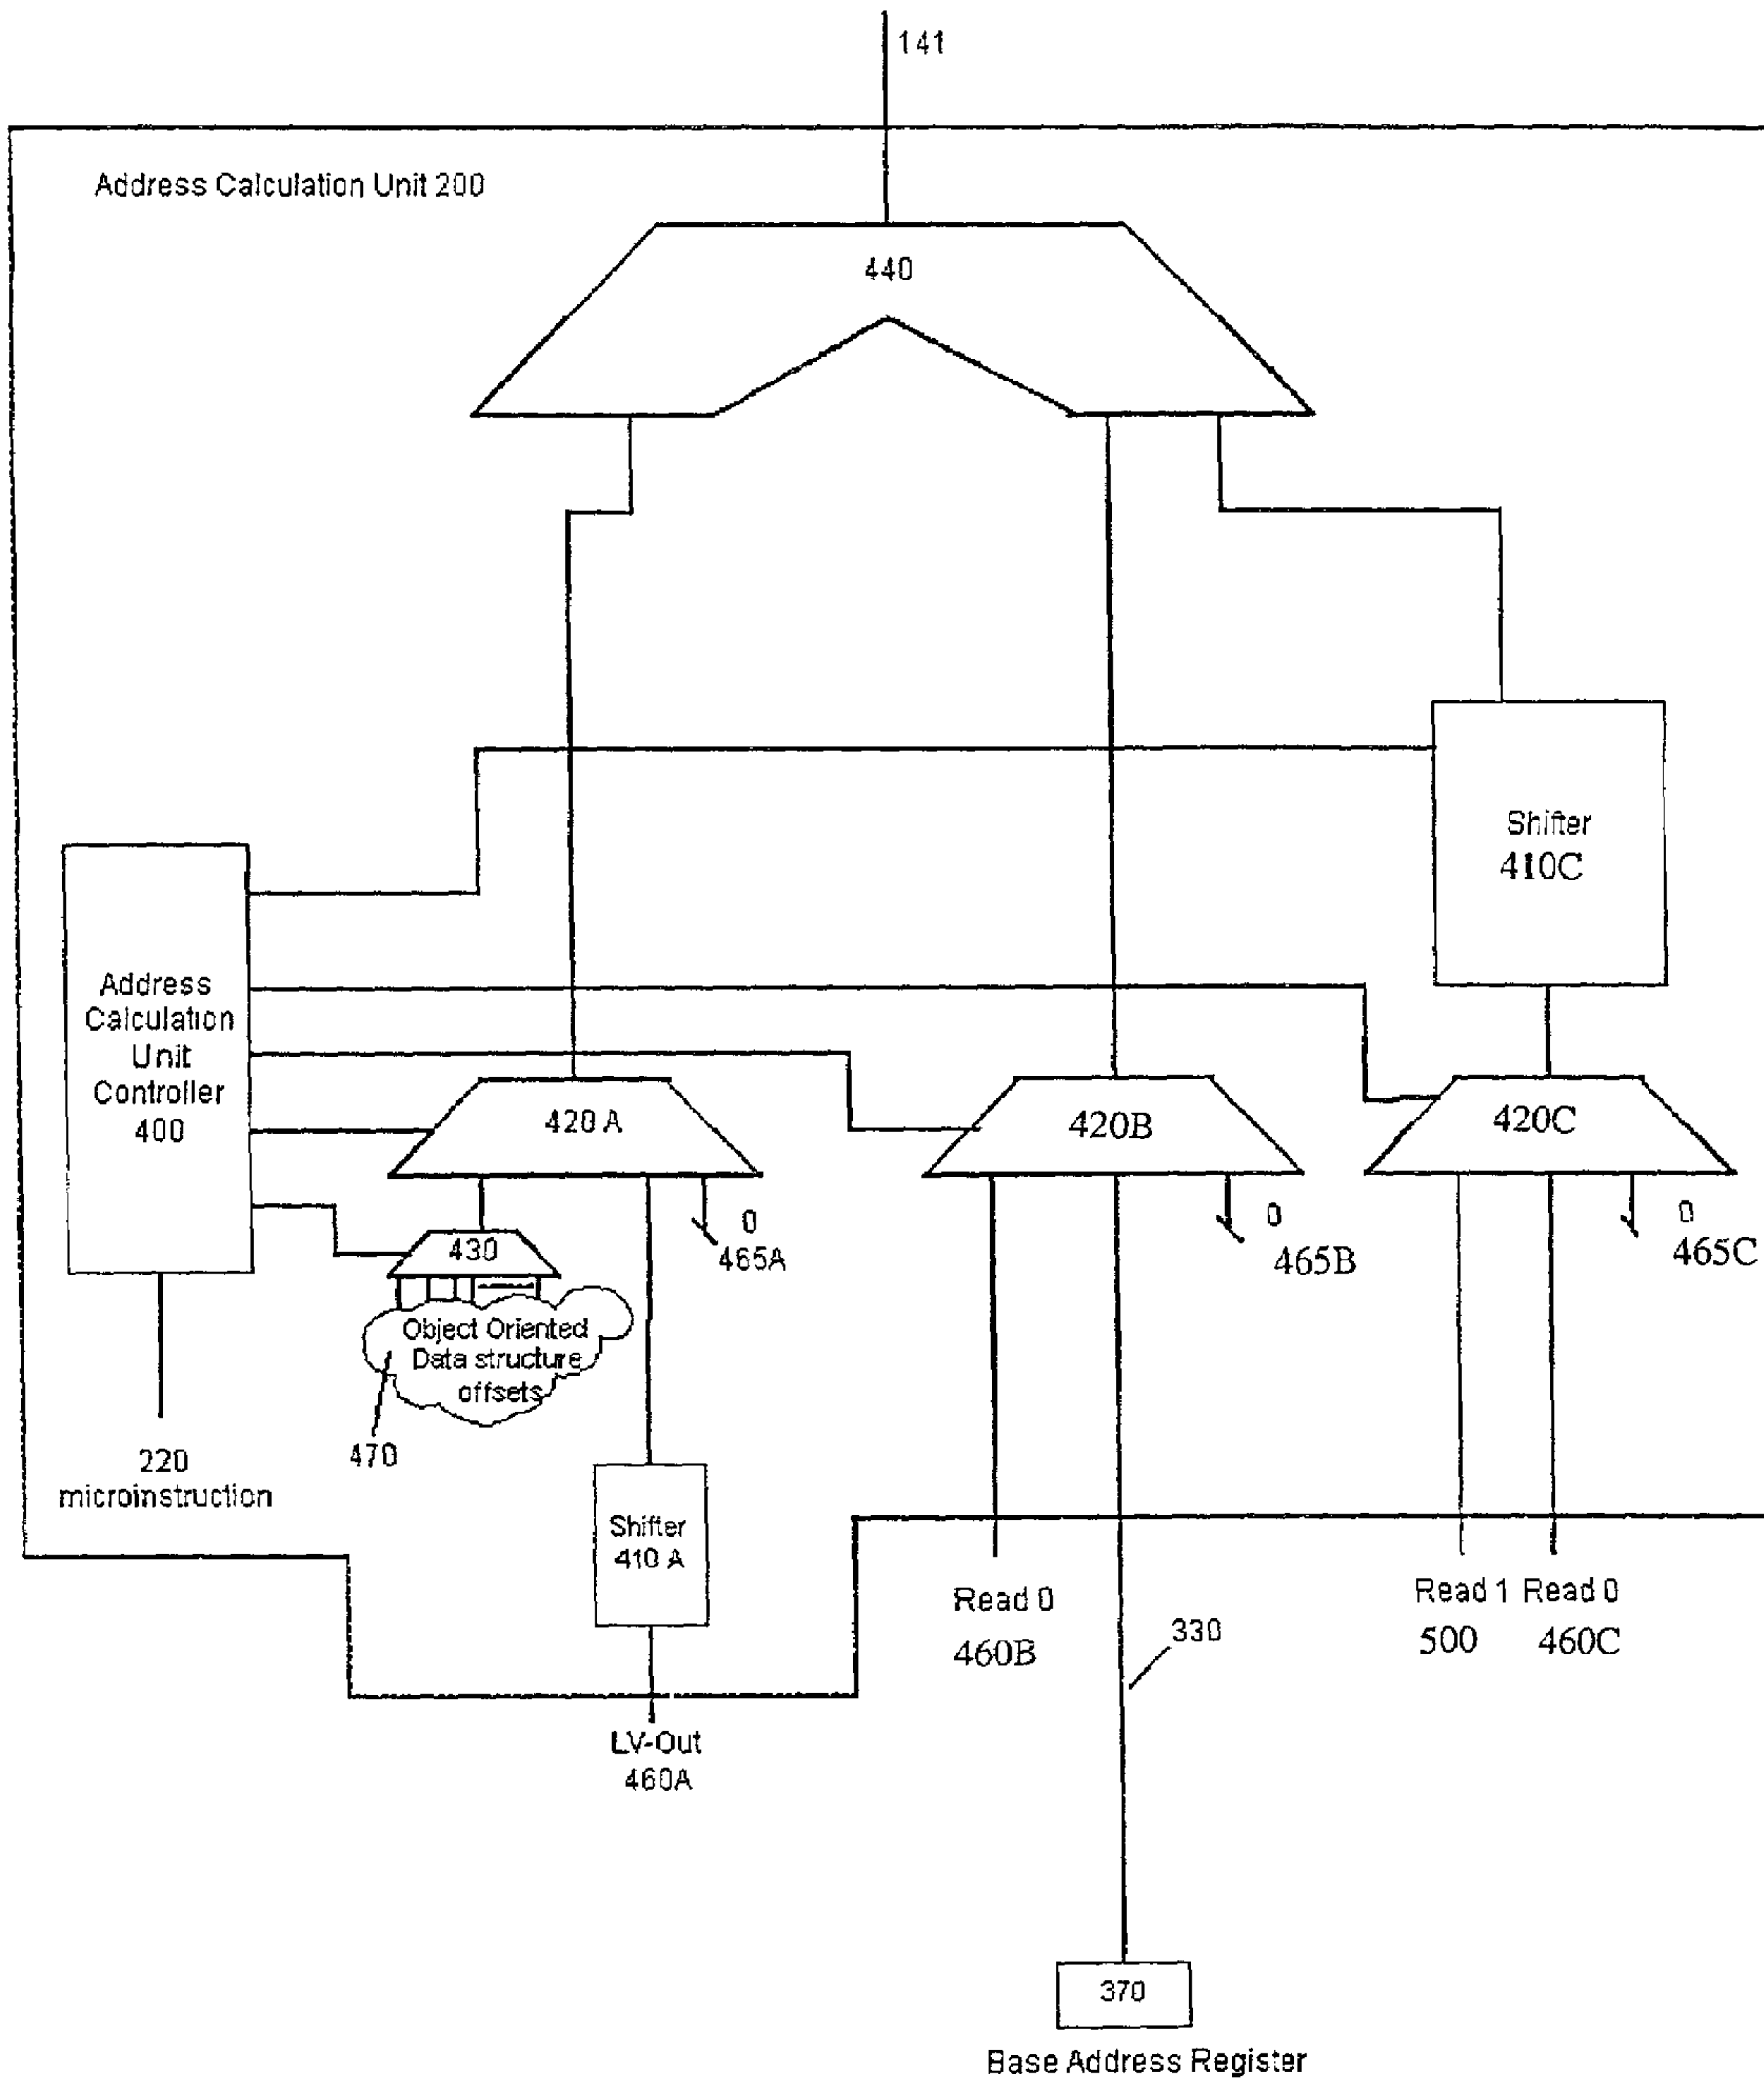 141
Address Calculation Unit 200
440
Shifter
410C
Address
Calculation
Unit
Controller
400
420 A
420B
420C
430
0
465A
0
465B
0
465C
Object Oriented
Data structure
offsets
470
220
microinstruction
Shifter
410 A
Read 0
460B
Read 1 Read 0
500 460C
330
LV-Out
460A
370
Base Address Register